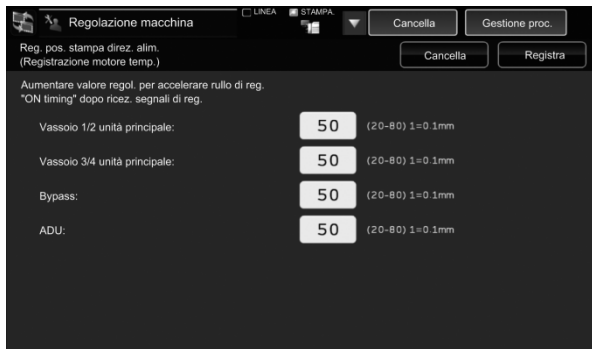 Regolazione macchina
LINEA
STAMPA.
Cancella
Gestione proc.
Reg. pos. stampa direz. alim.
(Registrazione motore temp.)
Cancella
Registra
Aumentare valore regol. per accelerare rullo di reg.
"ON timing" dopo ricez. segnali di reg.
Vassoio 1/2 unità principale: 50 (20-80) 1=0.1mm
Vassoio 3/4 unità principale: 50 (20-80) 1=0.1mm
Bypass: 50 (20-80) 1=0.1mm
ADU: 50 (20-80) 1=0.1mm